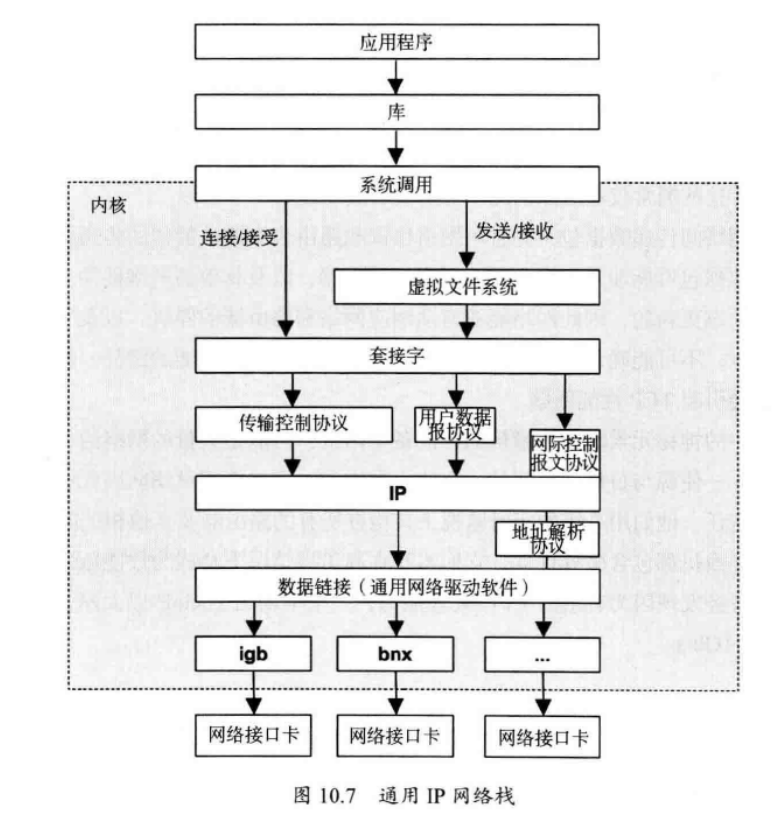 应用程序
库
系统调用
内核
连接/接受
发送/接收
虚拟文件系统
套接字
传输控制协议
用户数据
报协议
网际控制
报文协议
IP
地址解析
协议
数据链接（通用网络驱动软件）
igb
bnx
...
网络接口卡
网络接口卡
网络接口卡
图 10.7 通用 IP 网络栈